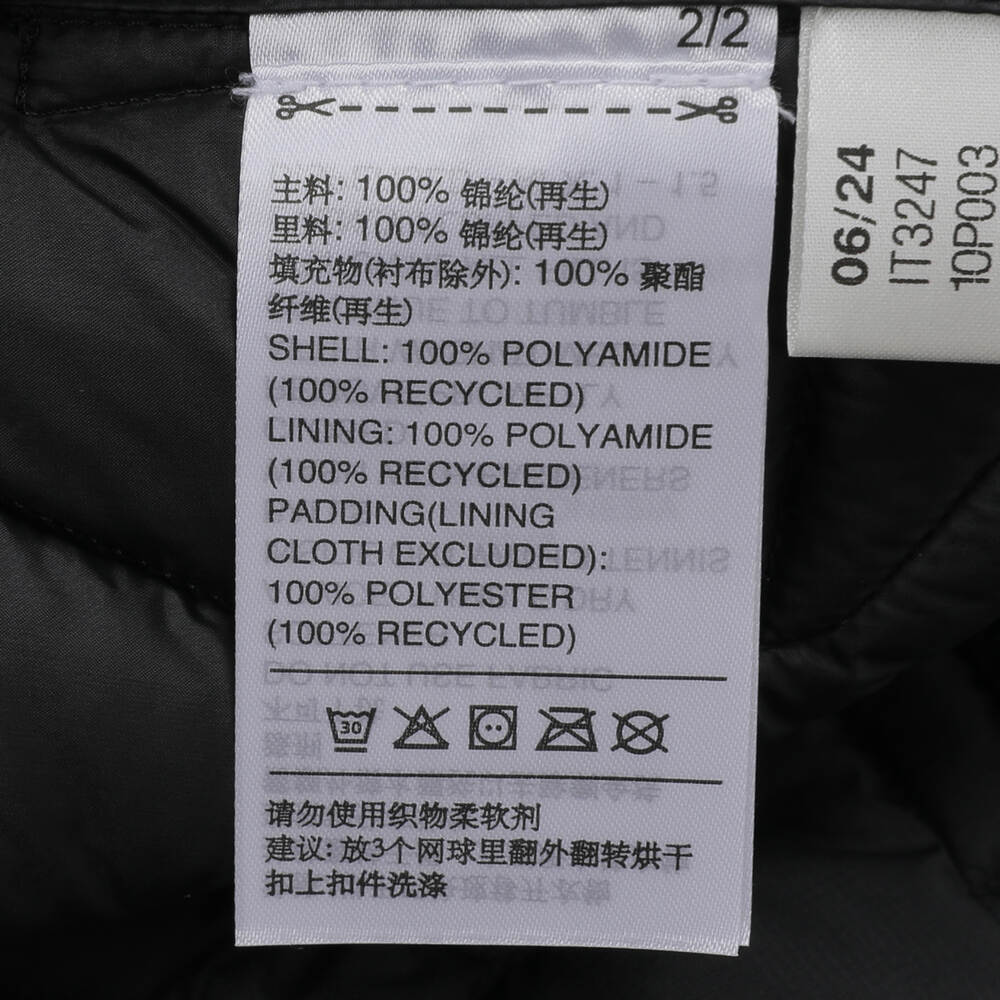 2/2
主料: 100% 锦纶(再生)
里料: 100% 锦纶(再生)
填充物(衬布除外): 100% 聚酯
纤维(再生)
SHELL: 100% POLYAMIDE
(100% RECYCLED)
LINING: 100% POLYAMIDE
(100% RECYCLED)
PADDING(LINING
CLOTH EXCLUDED):
100% POLYESTER
(100% RECYCLED)
30
请勿使用织物柔软剂
建议: 放3个网球里翻外翻转烘干
扣上扣件洗涤
06/24
IT3247
10P003